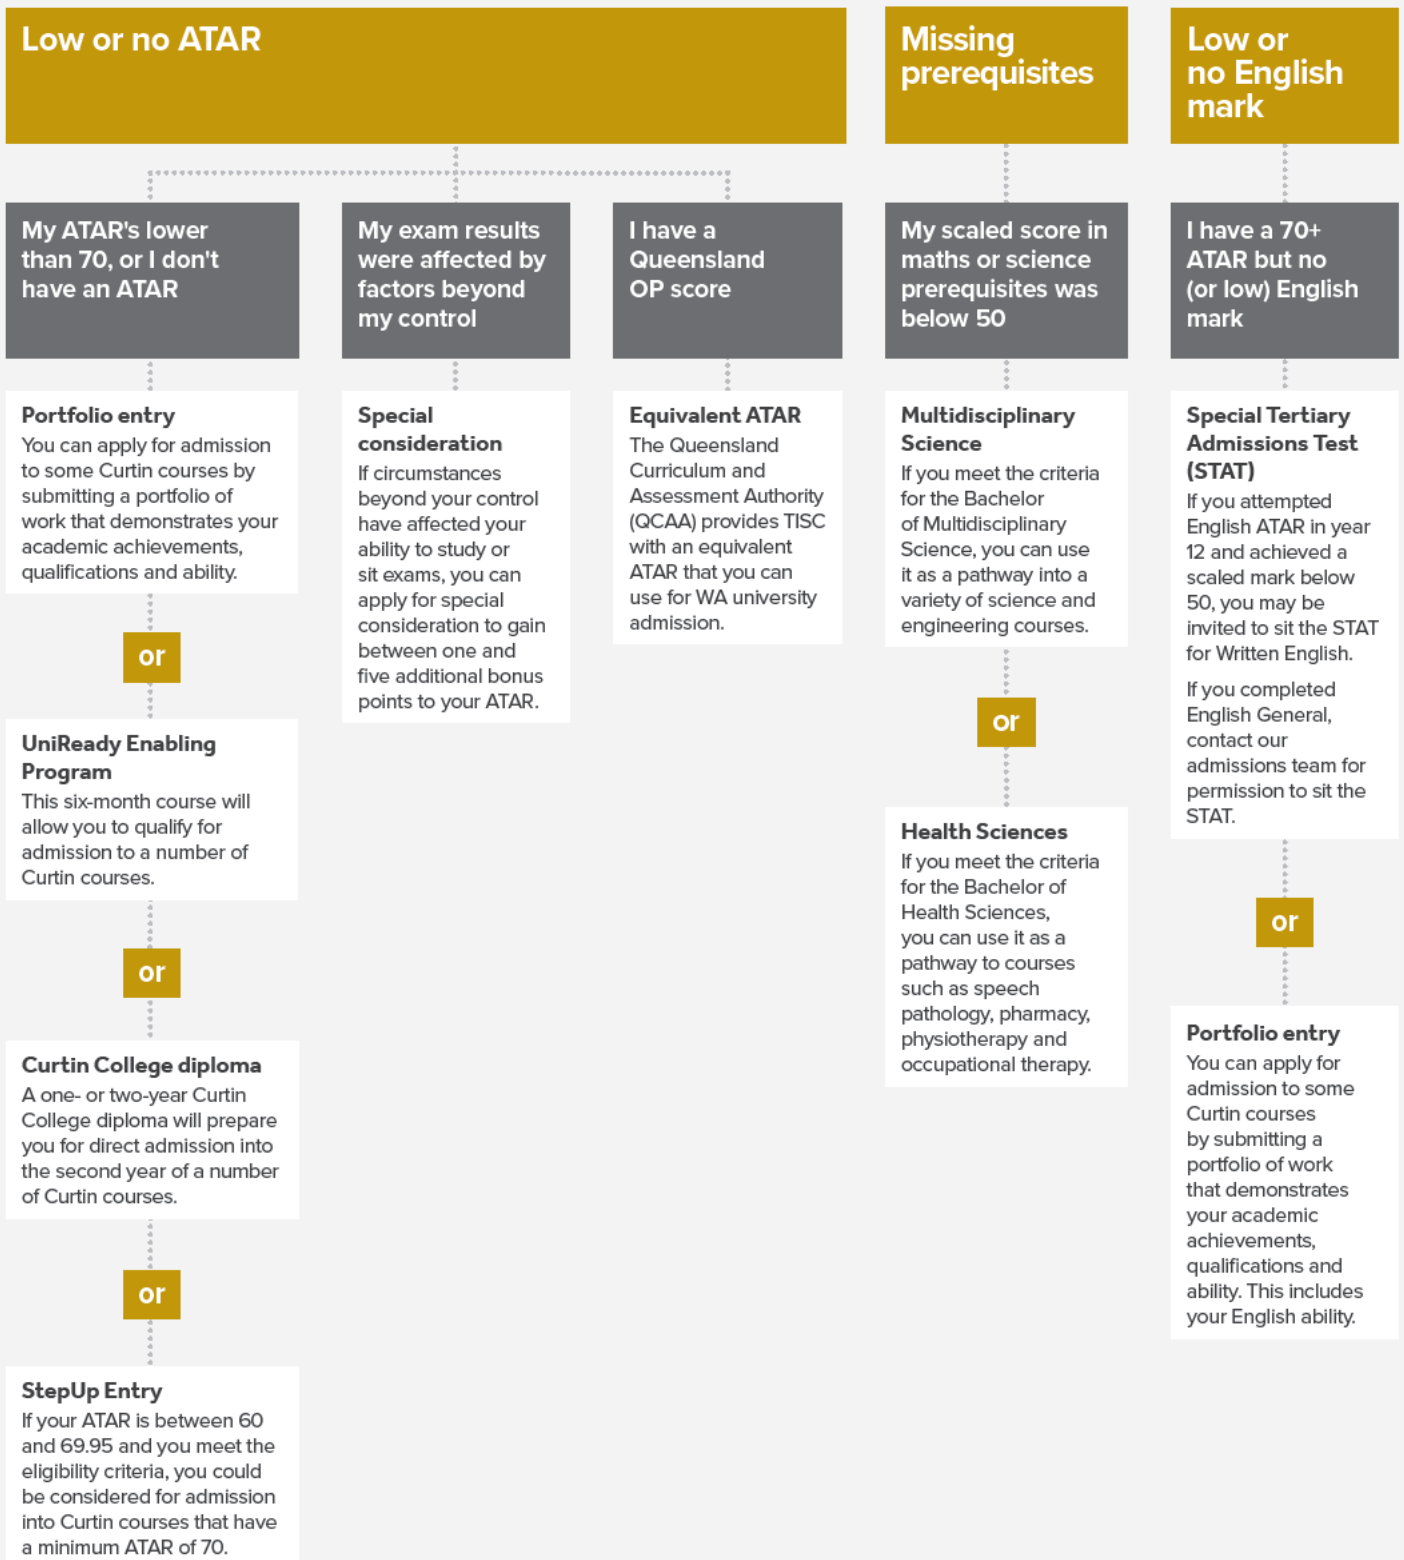 Low or no ATAR
My ATAR's lower
than 70, or I don't
have an ATAR
Portfolio entry
You can apply for admission
to some Curtin courses by
submitting a portfolio of
work that demonstrates your
academic achievements,
qualifications and ability.
or
UniReady Enabling
Program
This six-month course will
allow you to qualify for
admission to a number of
Curtin courses.
or
Curtin College diploma
A one- or two-year Curtin
College diploma will prepare
you for direct admission into
the second year of a number
of Curtin courses.
or
StepUp Entry
If your ATAR is between 60
and 69.95 and you meet the
eligibility criteria, you could
be considered for admission
into Curtin courses that have
a minimum ATAR of 70.
My exam results
were affected by
factors beyond
my control
Special
consideration
If circumstances
beyond your control
have affected your
ability to study or
sit exams, you can
apply for special
consideration to gain
between one and
five additional bonus
points to your ATAR.
I have a
Queensland
OP score
Equivalent ATAR
The Queensland
Curriculum and
Assessment Authority
(QCAA) provides TISC
with an equivalent
ATAR that you can
use for WA university
admission.
Missing
prerequisites
My scaled score in
maths or science
prerequisites was
below 50
Multidisciplinary
Science
If you meet the criteria
for the Bachelor
of Multidisciplinary
Science, you can use
it as a pathway into a
variety of science and
engineering courses.
or
Health Sciences
If you meet the criteria
for the Bachelor of
Health Sciences,
you can use it as a
pathway to courses
such as speech
pathology, pharmacy,
physiotherapy and
occupational therapy.
Low or
no English
mark
I have a 70+
ATAR but no
(or low) English
mark
Special Tertiary
Admissions Test
(STAT)
If you attempted
English ATAR in year
12 and achieved a
scaled mark below
50, you may be
invited to sit the STAT
for Written English.
If you completed
English General,
contact our
admissions team for
permission to sit the
STAT.
or
Portfolio entry
You can apply for
admission to some
Curtin courses
by submitting a
portfolio of work
that demonstrates
your academic
achievements,
qualifications and
ability. This includes
your English ability.